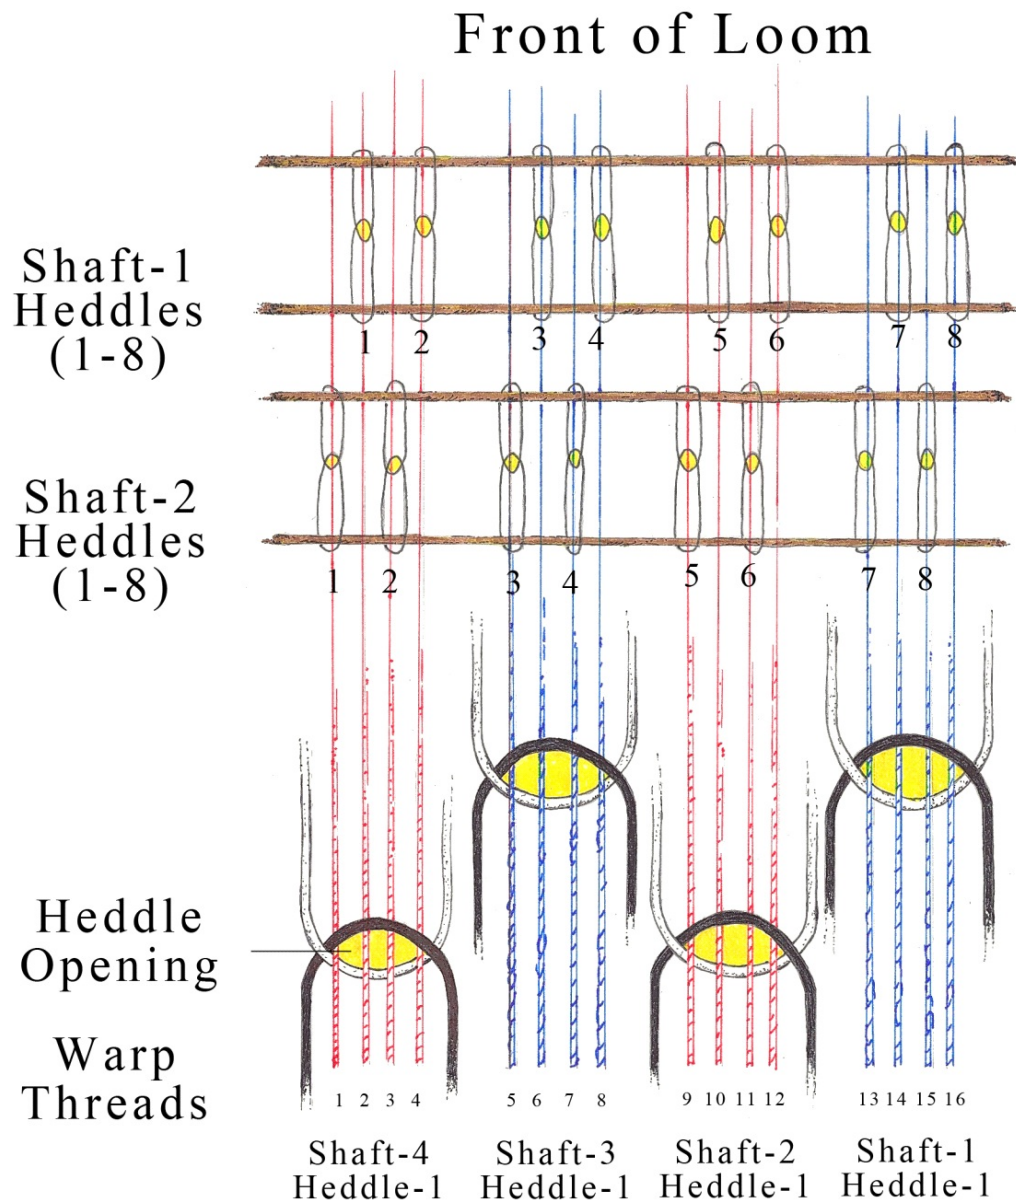 Front of Loom
Shaft-1
Heddles
(1-8)
1 2 3 4 5 6 7 8
Shaft-2
Heddles
(1-8)
1 2 3 4 5 6 7 8
Heddle
Opening
Warp
Threads
1 2 3 4 5 6 7 8 9 10 11 12 13 14 15 16
Shaft-4
Heddle-1
Shaft-3
Heddle-1
Shaft-2
Heddle-1
Shaft-1
Heddle-1